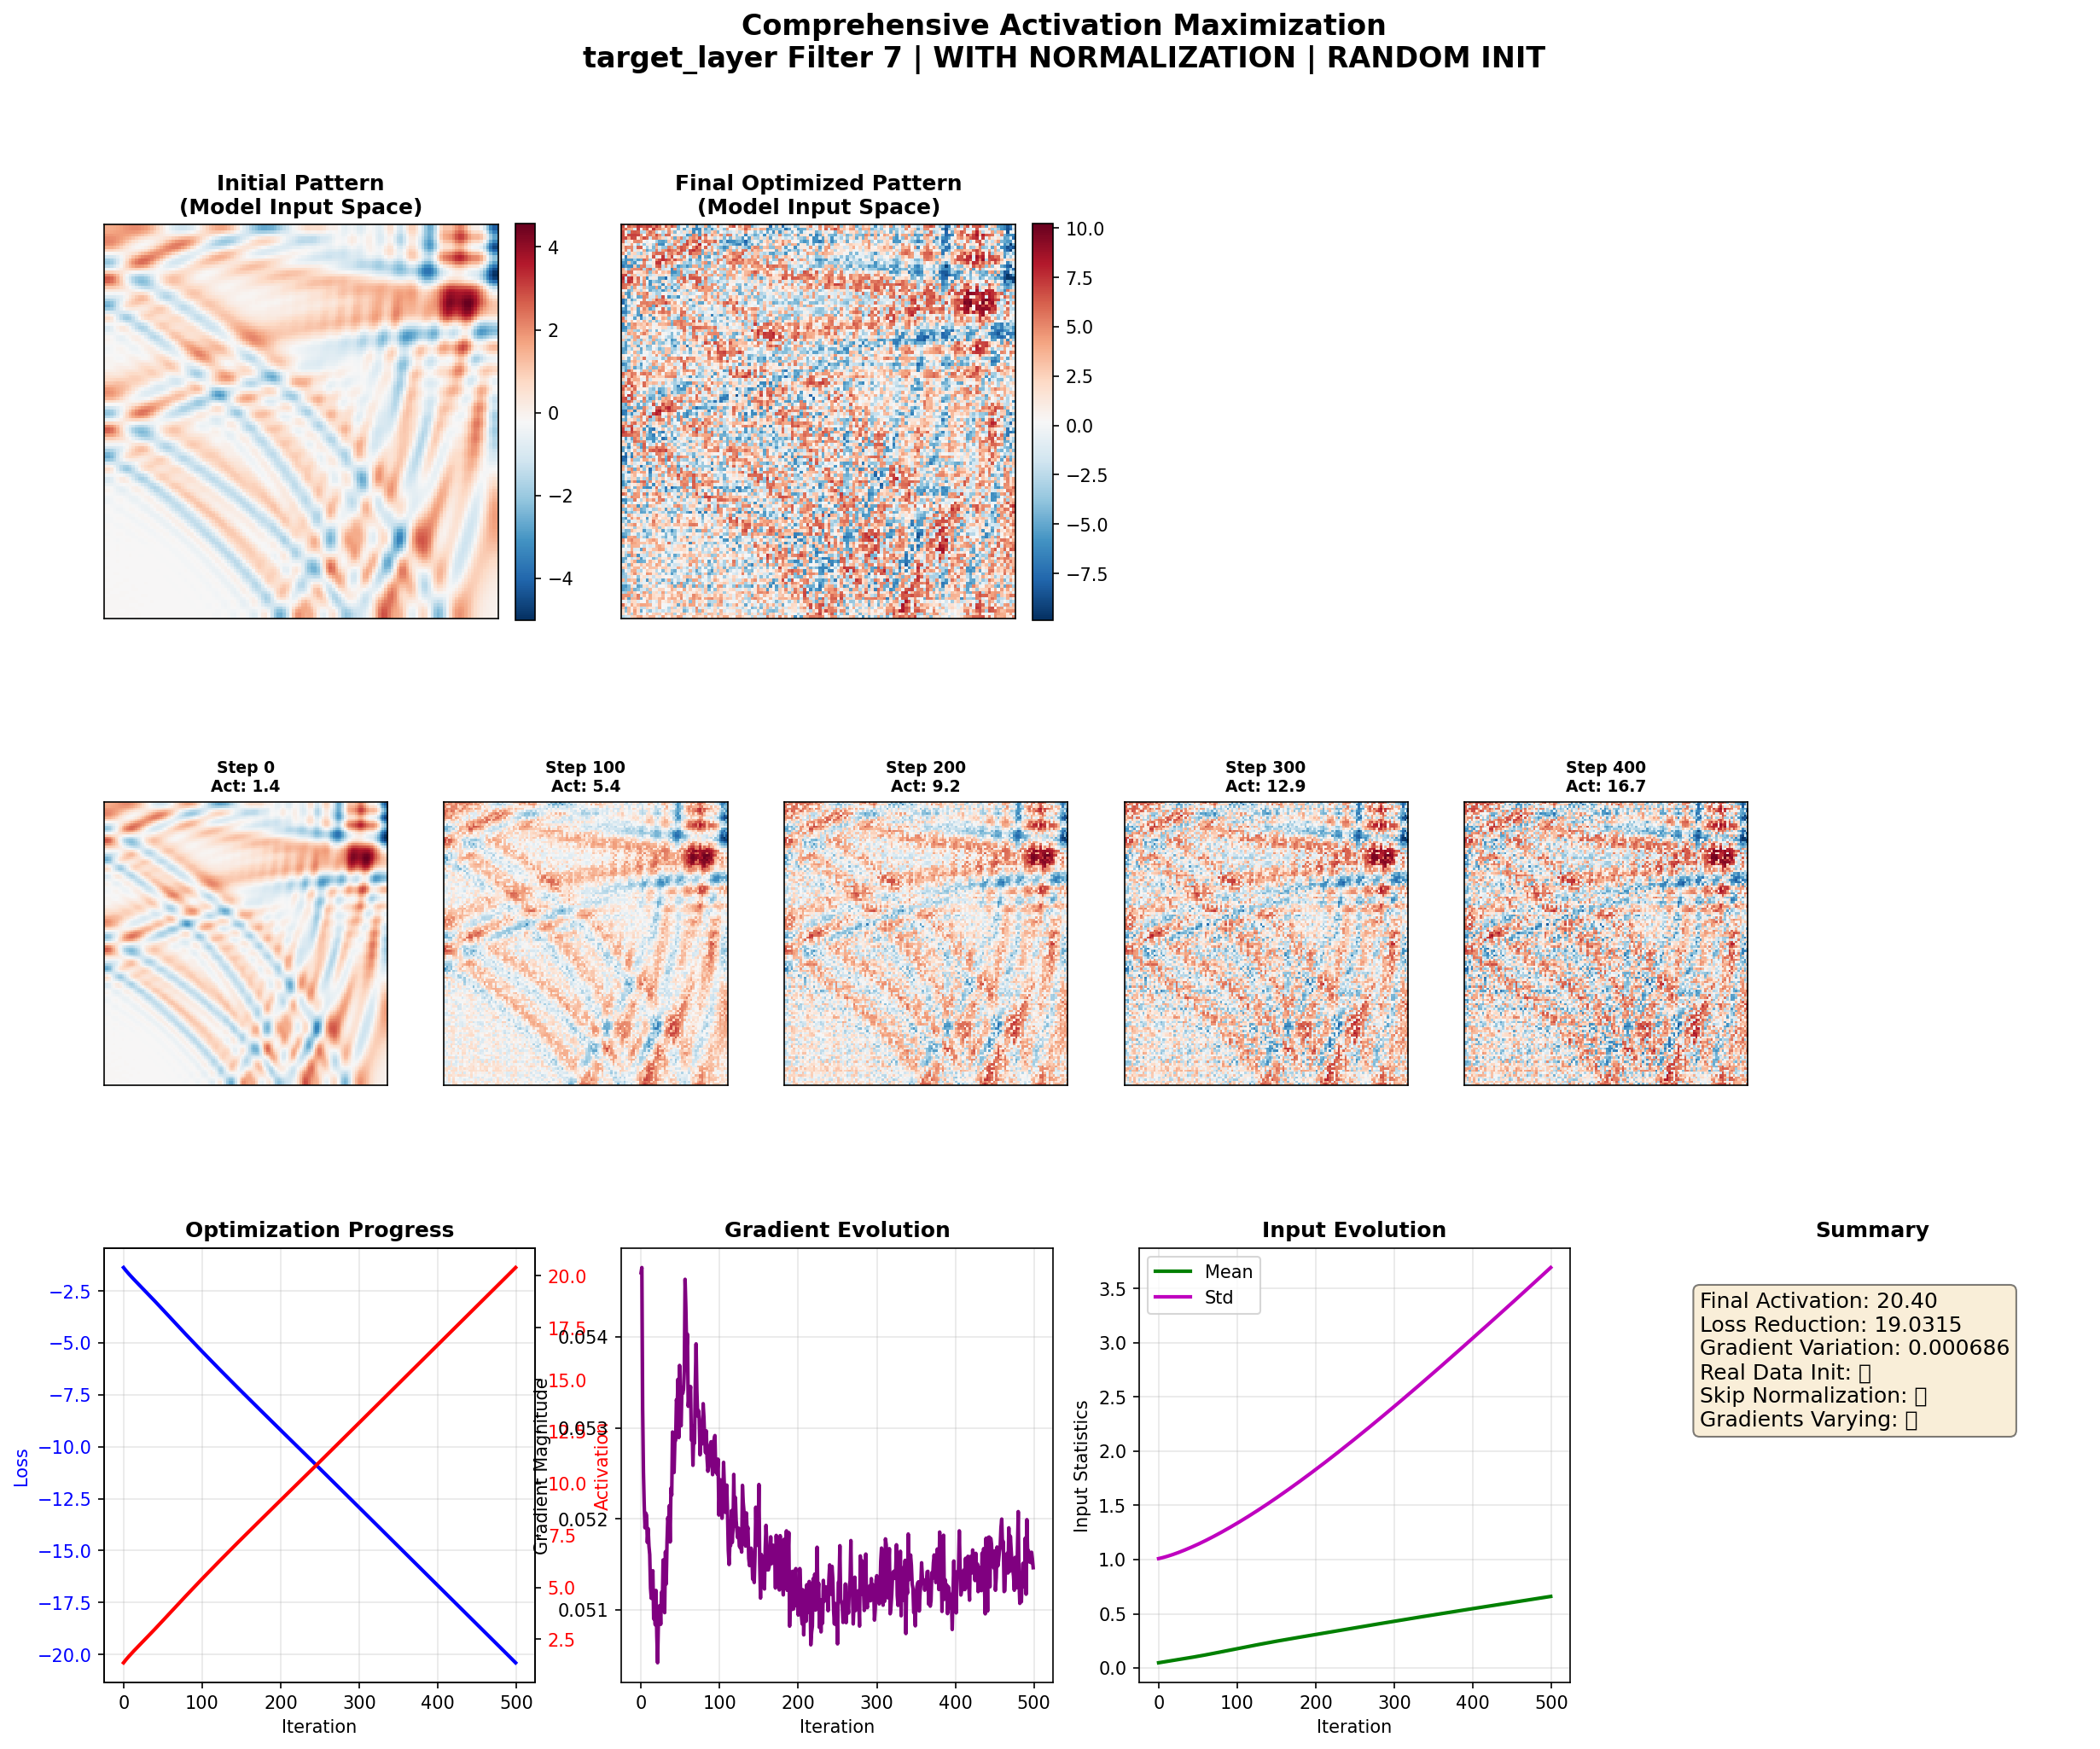 Comprehensive Activation Maximization
target_layer Filter 7 | WITH NORMALIZATION | RANDOM INIT
Initial Pattern
(Model Input Space)
4
2
0
−2
−4
Final Optimized Pattern
(Model Input Space)
10.0
7.5
5.0
2.5
0.0
−2.5
−5.0
−7.5
Step 0
Act: 1.4
Step 100
Act: 5.4
Step 200
Act: 9.2
Step 300
Act: 12.9
Step 400
Act: 16.7
Optimization Progress
Loss
−2.5
−5.0
−7.5
−10.0
−12.5
−15.0
−17.5
−20.0
0 100 200 300 400 500
Iteration
20.0
17.5
15.0
12.5
10.0
7.5
5.0
2.5
Activation
Gradient Evolution
Gradient Magnitude
0.054
0.053
0.052
0.051
0 100 200 300 400 500
Iteration
Input Evolution
Mean
Std
Input Statistics
3.5
3.0
2.5
2.0
1.5
1.0
0.5
0.0
0 100 200 300 400 500
Iteration
Summary
Final Activation: 20.40
Loss Reduction: 19.0315
Gradient Variation: 0.000686
Real Data Init:
Skip Normalization:
Gradients Varying: